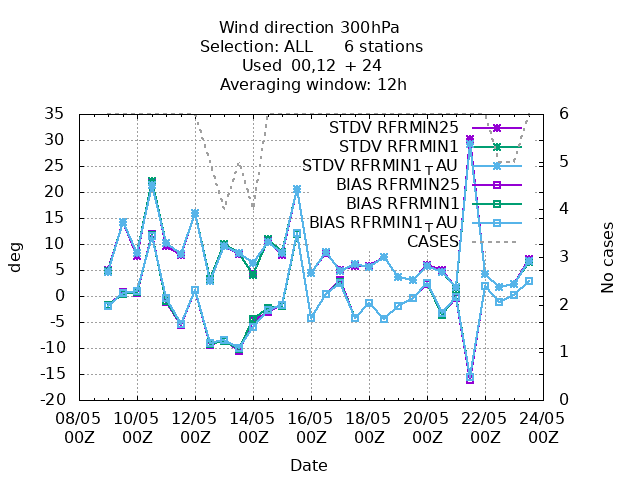 Wind direction 300hPa
Selection: ALL 6 stations
Used 00,12 + 24
Averaging window: 12h
35
30
25
20
15
10
5
0
-5
-10
-15
-20
6
5
4
3
2
1
0
deg
No cases
STDV RFRMIN25
STDV RFRMIN1
STDV RFRMIN1_TAU
BIAS RFRMIN25
BIAS RFRMIN1
BIAS RFRMIN1_TAU
CASES
08/05 10/05 12/05 14/05 16/05 18/05 20/05 22/05 24/05
00Z 00Z 00Z 00Z 00Z 00Z 00Z 00Z 00Z
Date